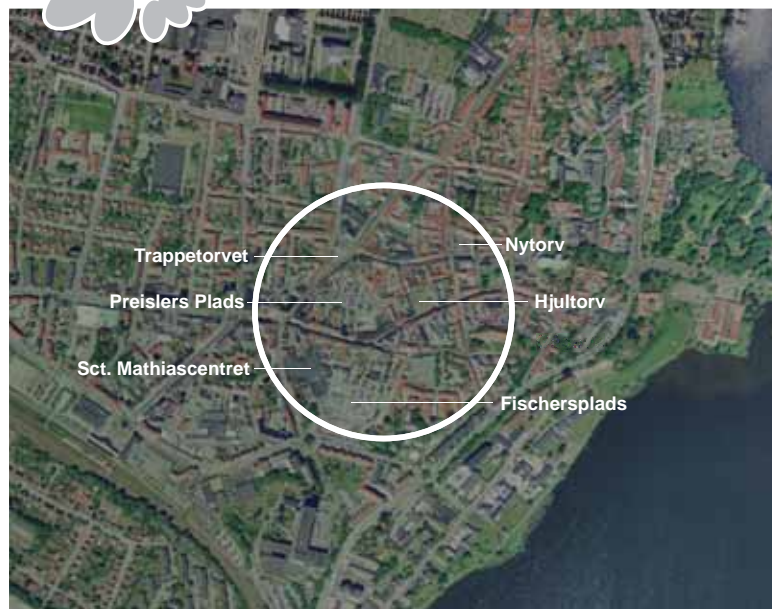 Trappetorvet
Nytorv
Preislers Plads
Hjultorv
Sct. Mathiascentret
Fischersplads